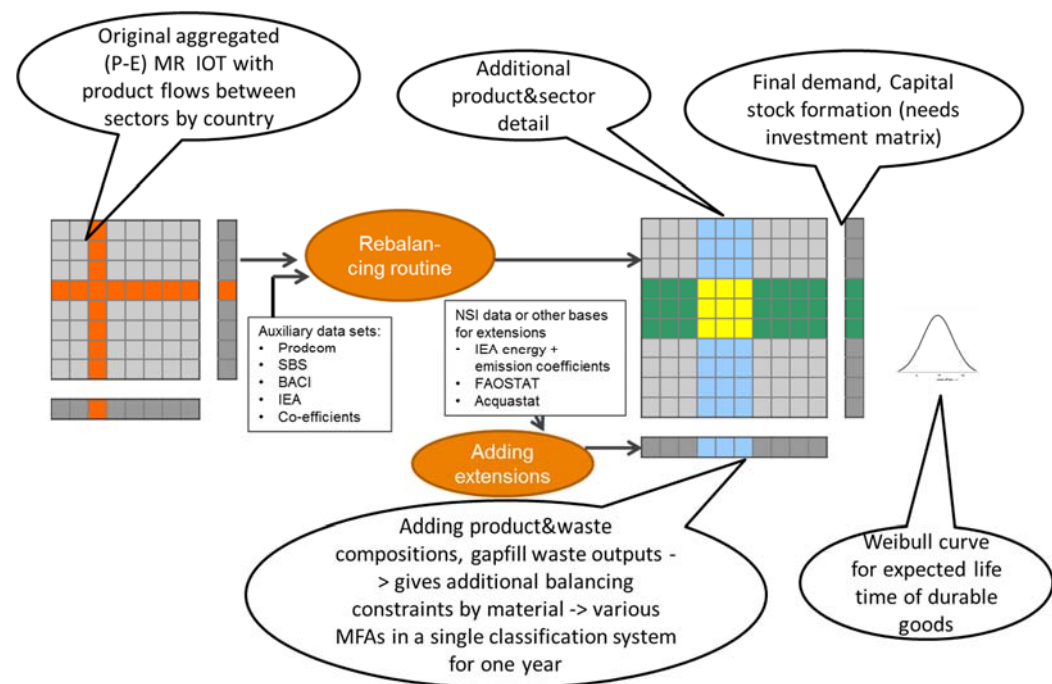 Original aggregated
(P-E) MR IOT with
product flows between
sectors by country
Additional
product&sector
detail
Final demand, Capital
stock formation (needs
investment matrix)
Rebalan-
cing routine
Auxiliary data sets:
• Prodcom
• SBS
• BACI
• IEA
• Co-efficients
NSI data or other bases
for extensions
- IEA energy +
emission coefficients
• FAOSTAT
• Acquastat
Adding
extensions
Adding product&waste
compositions, gapfill waste outputs -
> gives additional balancing
constraints by material -> various
MFAs in a single classification system
for one year
Weibull curve
for expected life
time of durable
goods